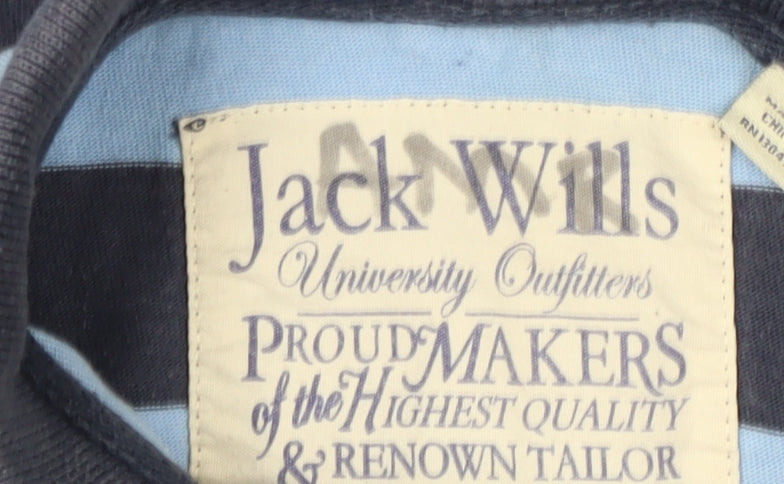 Jack Wills
University Outfitters
PROUD MAKERS
of the HIGHEST QUALITY
& RENOWN TAILOR